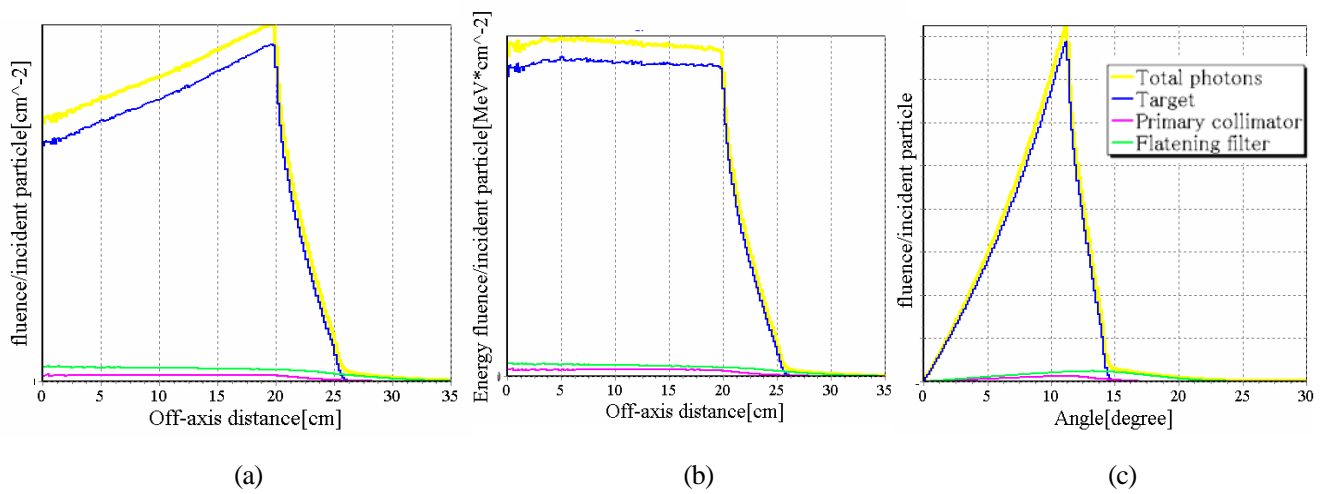 fluence/incident particle[cm^-2]
0 5 10 15 20 25 30 35
Off-axis distance[cm]
(a)
Energy fluence/incident particle[MeV*cm^-2]
0 5 10 15 20 25 30 35
Off-axis distance[cm]
(b)
fluence/incident particle
Total photons
Target
Primary collimator
Flatening filter
0 5 10 15 20 25 30
Angle[degree]
(c)